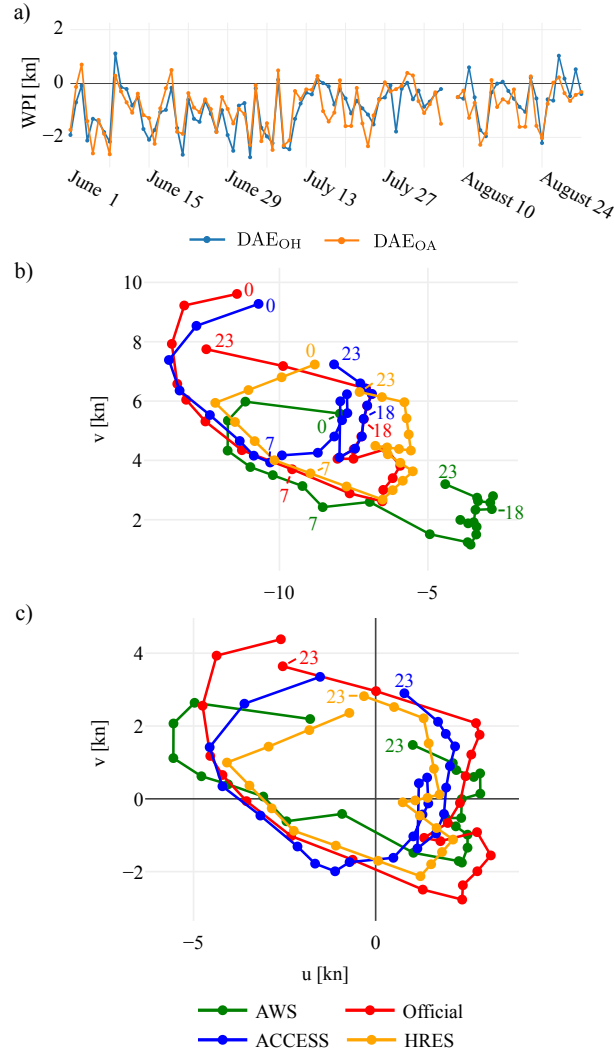 a)
2
0
−2
WPI [kn]
June 1
June 15
June 29
July 13
July 27
August 10
August 24
DAE_OH
DAE_OA
b)
10
8
6
4
2
v [kn]
−10
−5
0
0
23
0
23
23
0
18
18
7
7
7
7
23
18
c)
4
2
0
−2
v [kn]
23
23
23
23
−5
0
u [kn]
AWS
Official
ACCESS
HRES